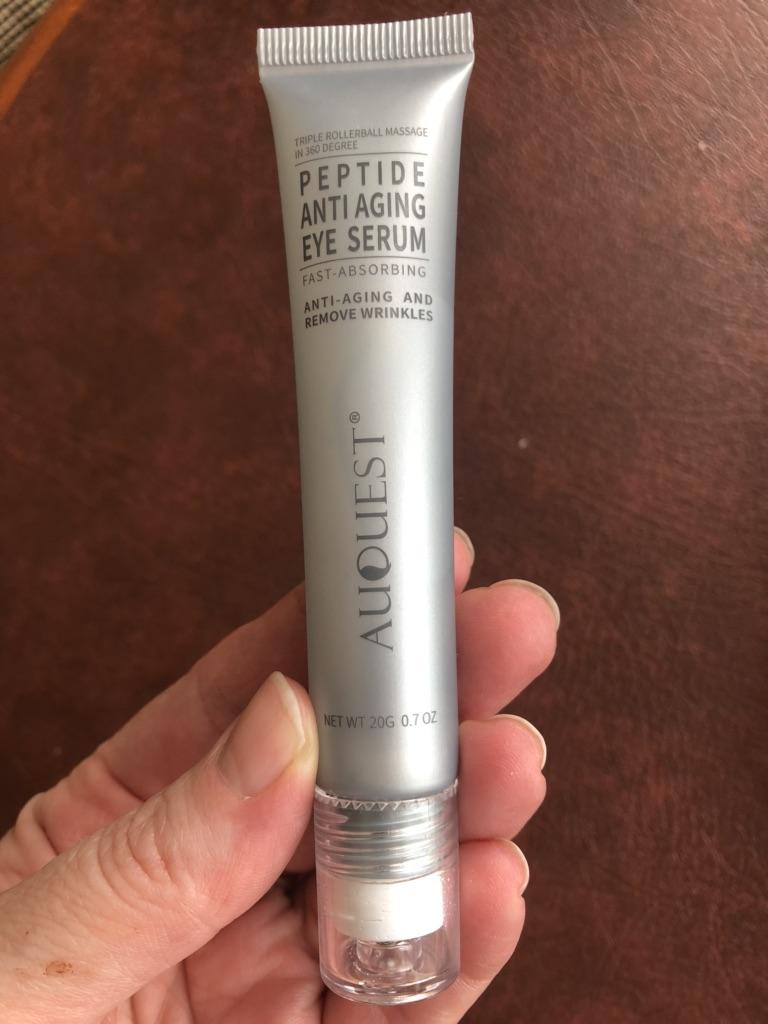 TRIPLE ROLLERBALL MASSAGE
IN 360 DEGREE
PEPTIDE
ANTI AGING
EYE SERUM
FAST-ABSORBING
ANTI-AGING AND
REMOVE WRINKLES
AUQUEST®
NET WT 20G 0.7 OZ